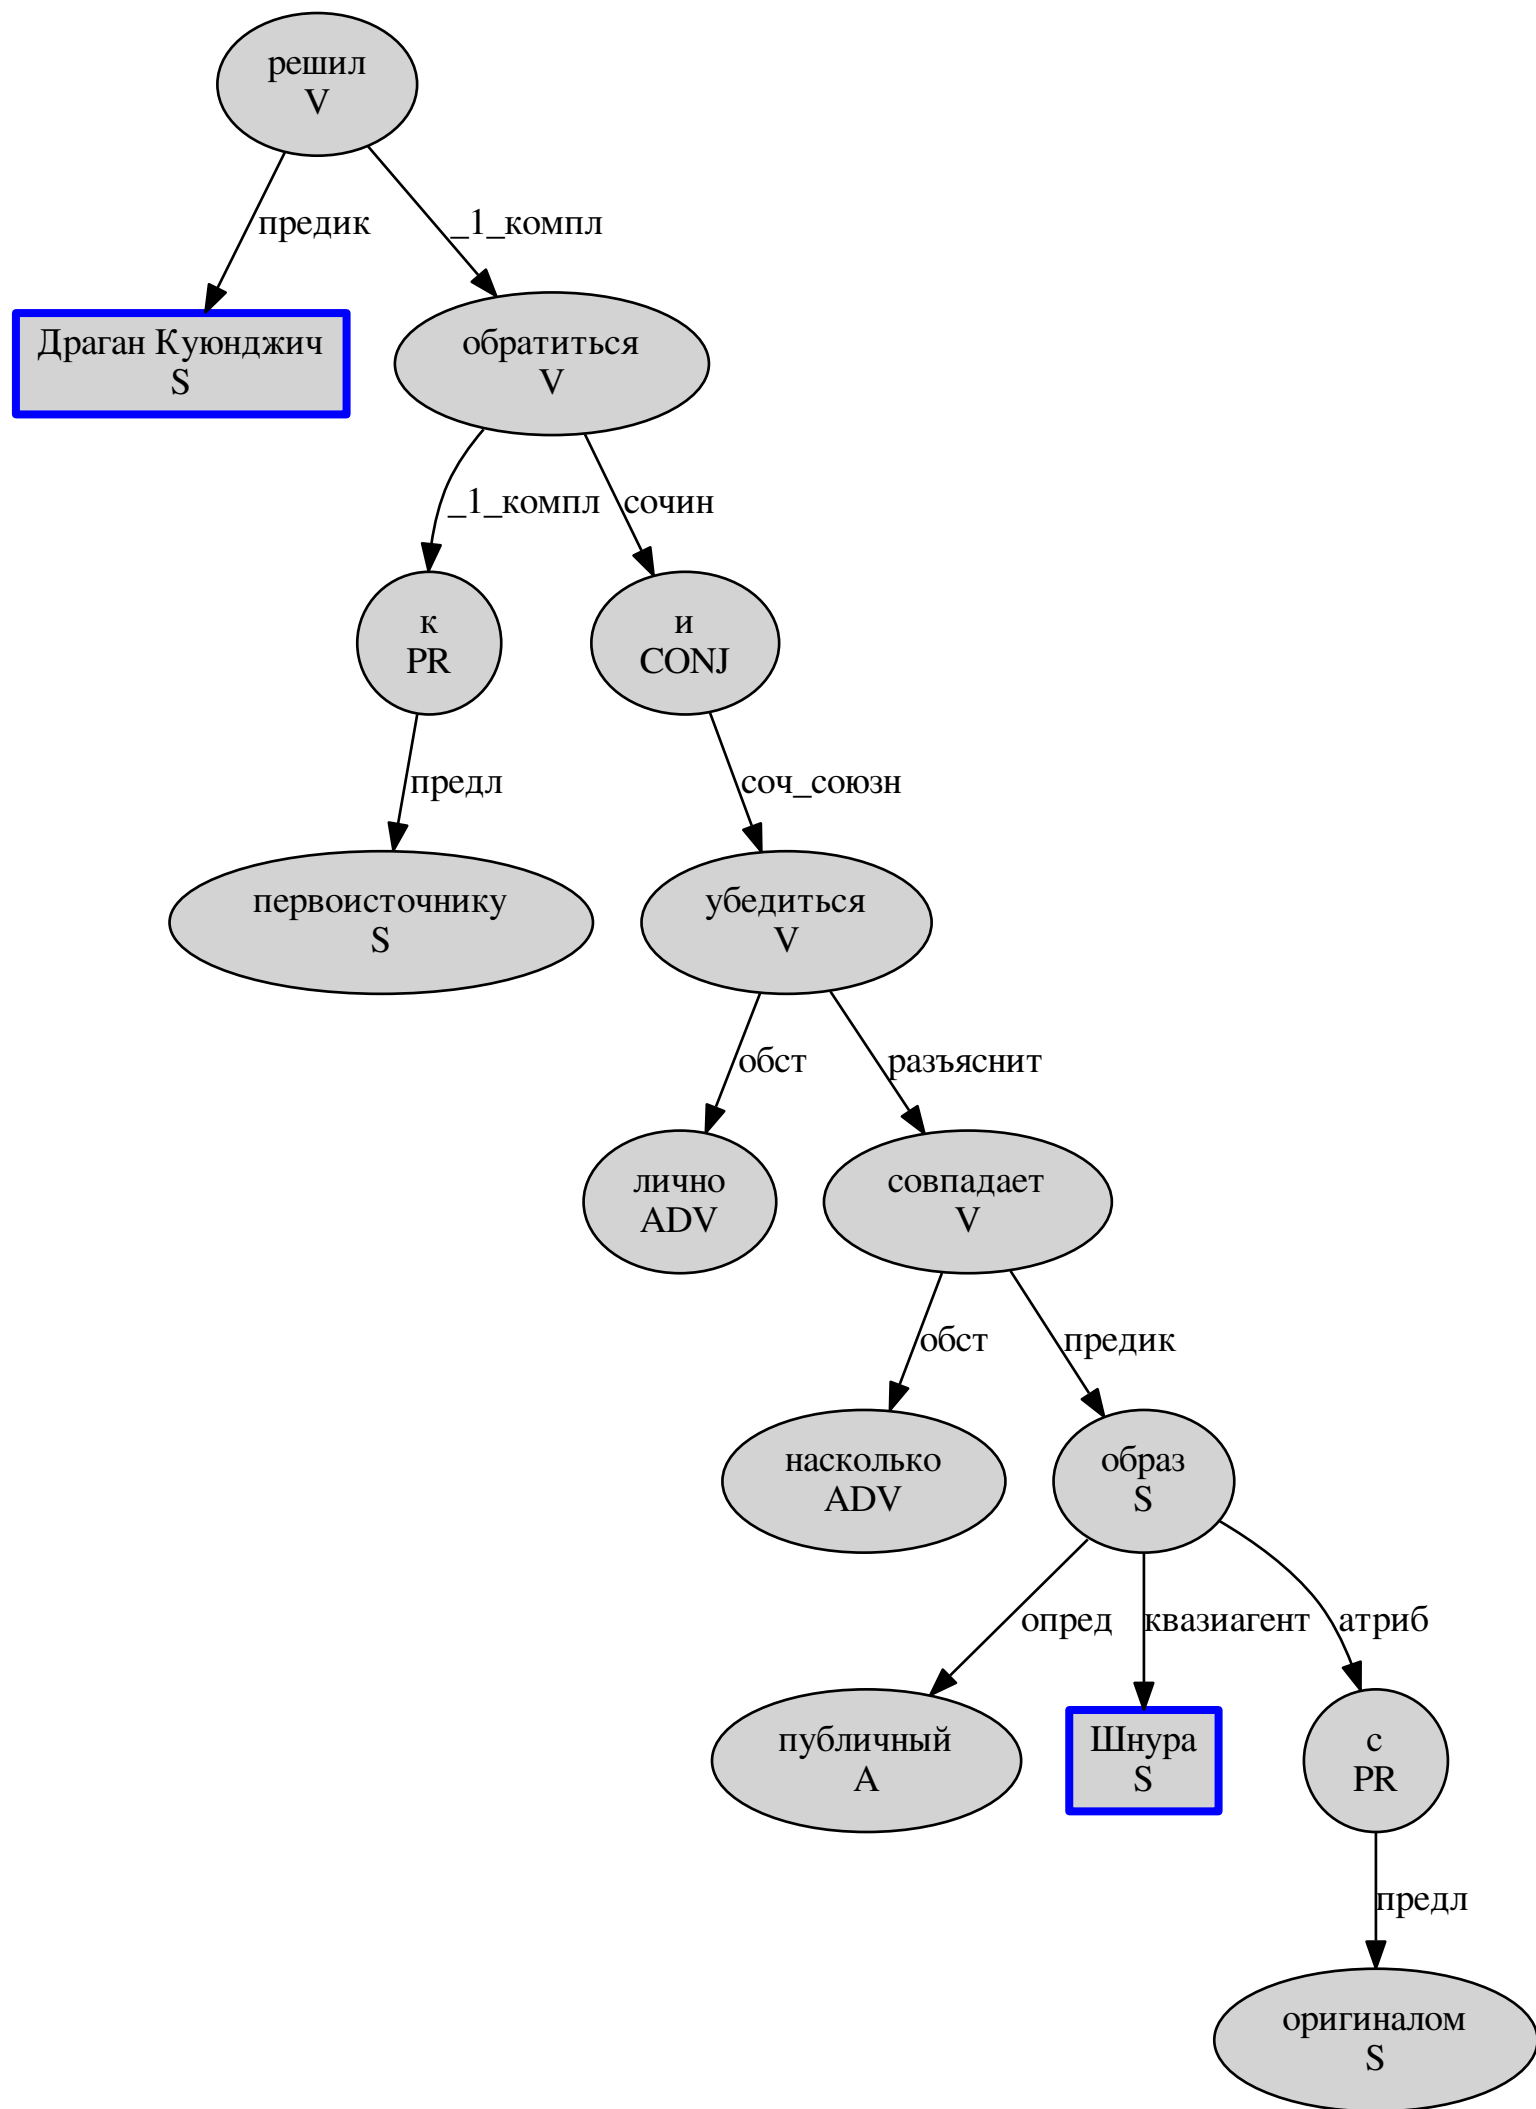 решил
V
предик
_1_компл
Драган Куюнджич
S
обратиться
V
_1_компл
сочин
к
PR
и
CONJ
предл
соч_союзн
первоисточнику
S
убедиться
V
обст
разъяснит
лично
ADV
совпадает
V
обст
предик
насколько
ADV
образ
S
опред
квазиагент
атриб
публичный
A
Шнура
S
с
PR
предл
оригиналом
S